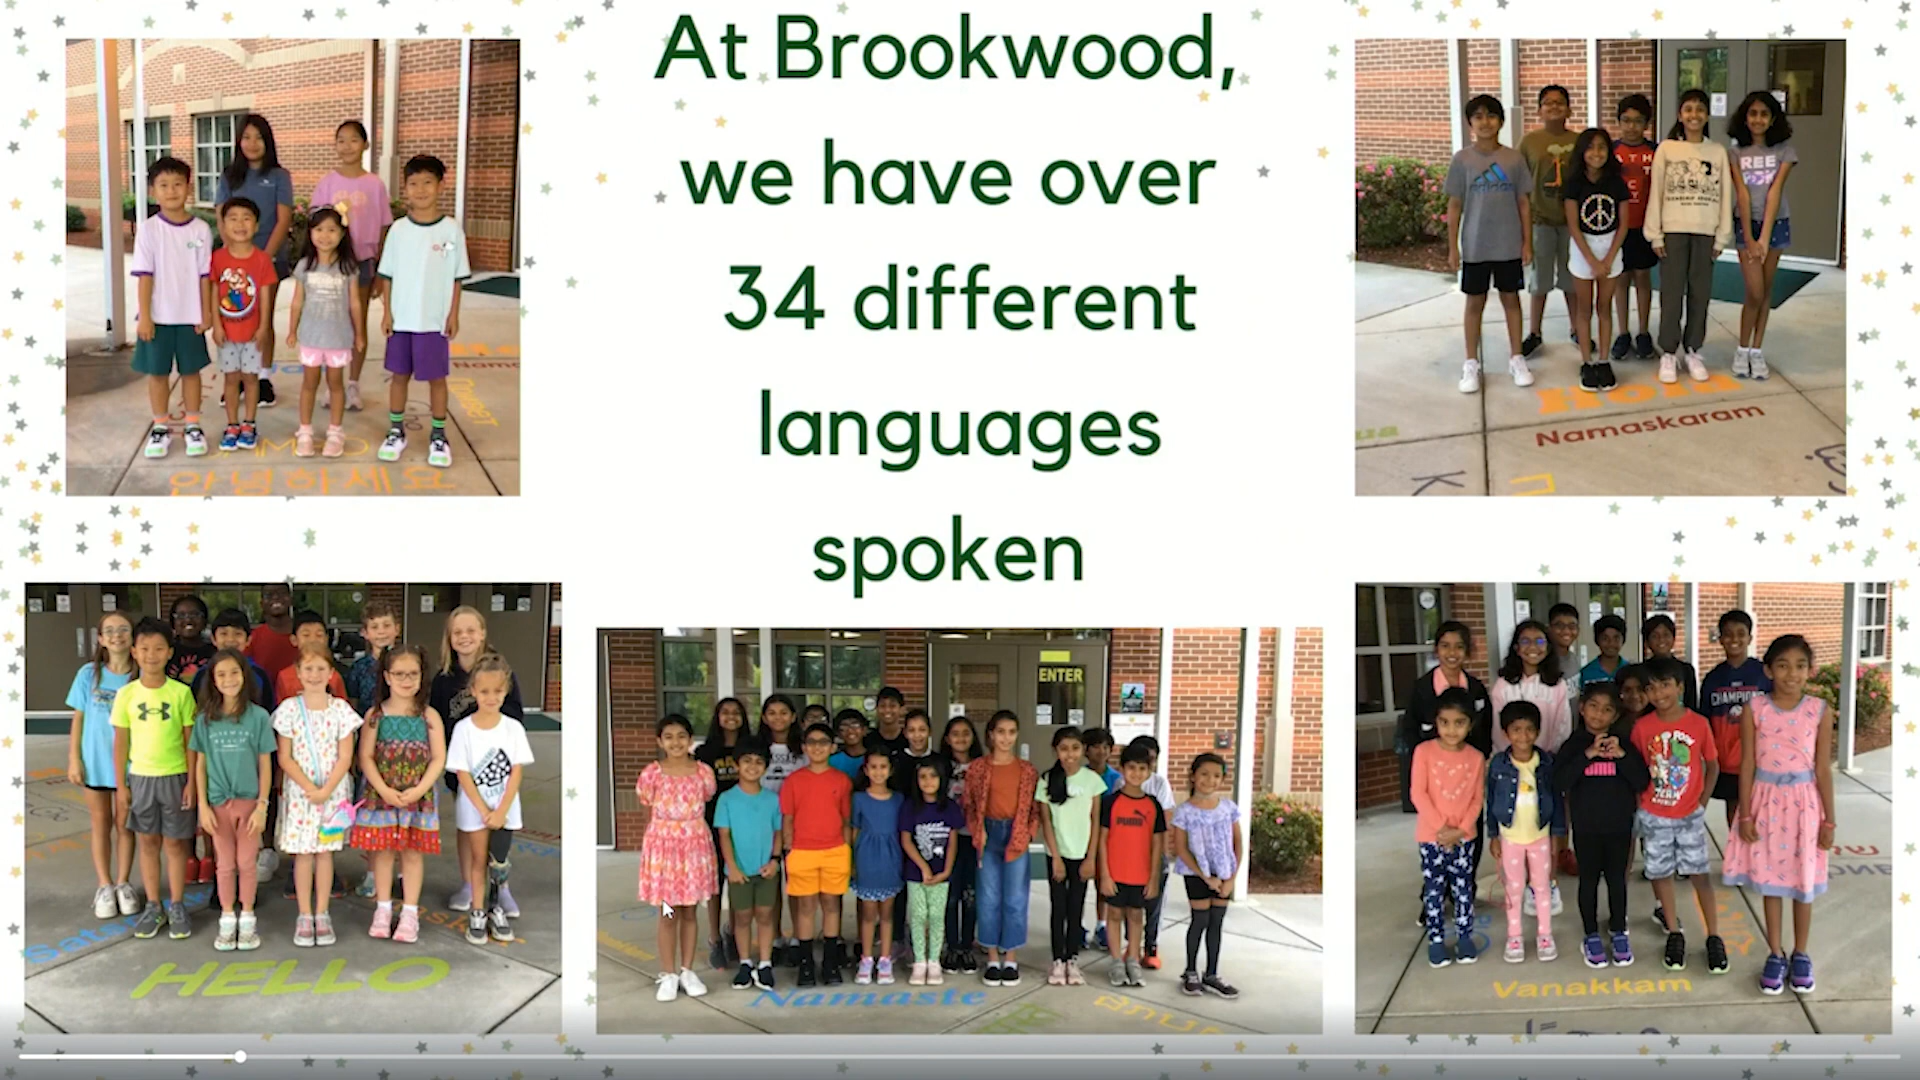 At Brookwood,
we have over
34 different
languages
spoken
안녕하세요
Hola
Namaskaram
adidas
ENTER
HELLO
Namaste
PUMA
Vanakkam
CHAMPIONS